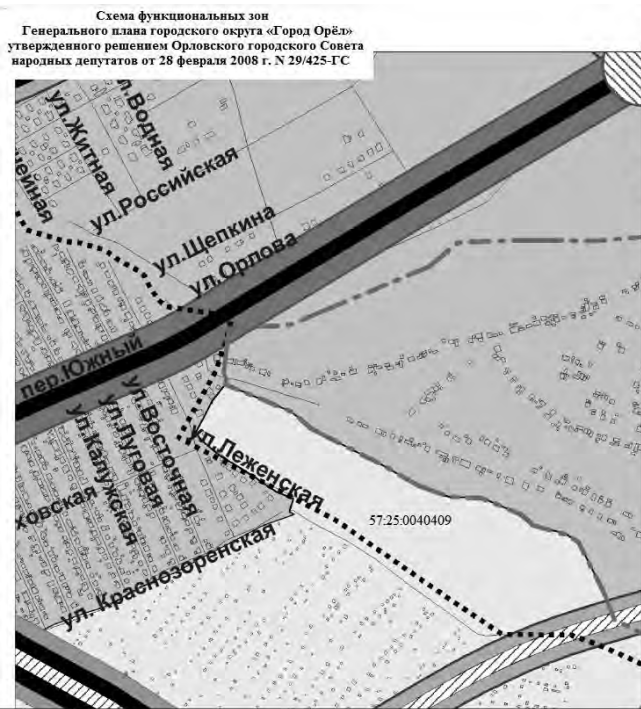 Схема функциональных зон
Генерального плана городского округа «Город Орёл»
утвержденного решением Орловского городского Совета
народных депутатов от 28 февраля 2008 г. N 29/425-ГС
ул.Водная
ул.Житная
ул.Российская
ул.Щепкина
ул.Орлова
пер.Южный
ул.Восточная
ул.Луговая
ул.Калужская
ул.Леженская
ул. Краснозоренская
57:25:0040409